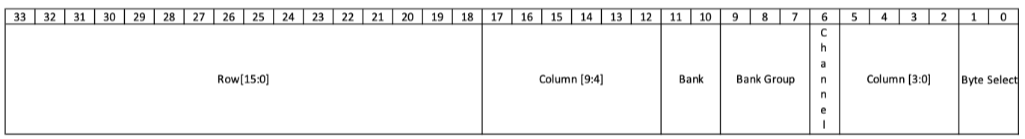 33 32 31 30 29 28 27 26 25 24 23 22 21 20 19 18 17 16 15 14 13 12 11 10 9 8 7 6 5 4 3 2 1 0
Row[15:0] Column [9:4] Bank Bank Group Channel Column [3:0] Byte Select